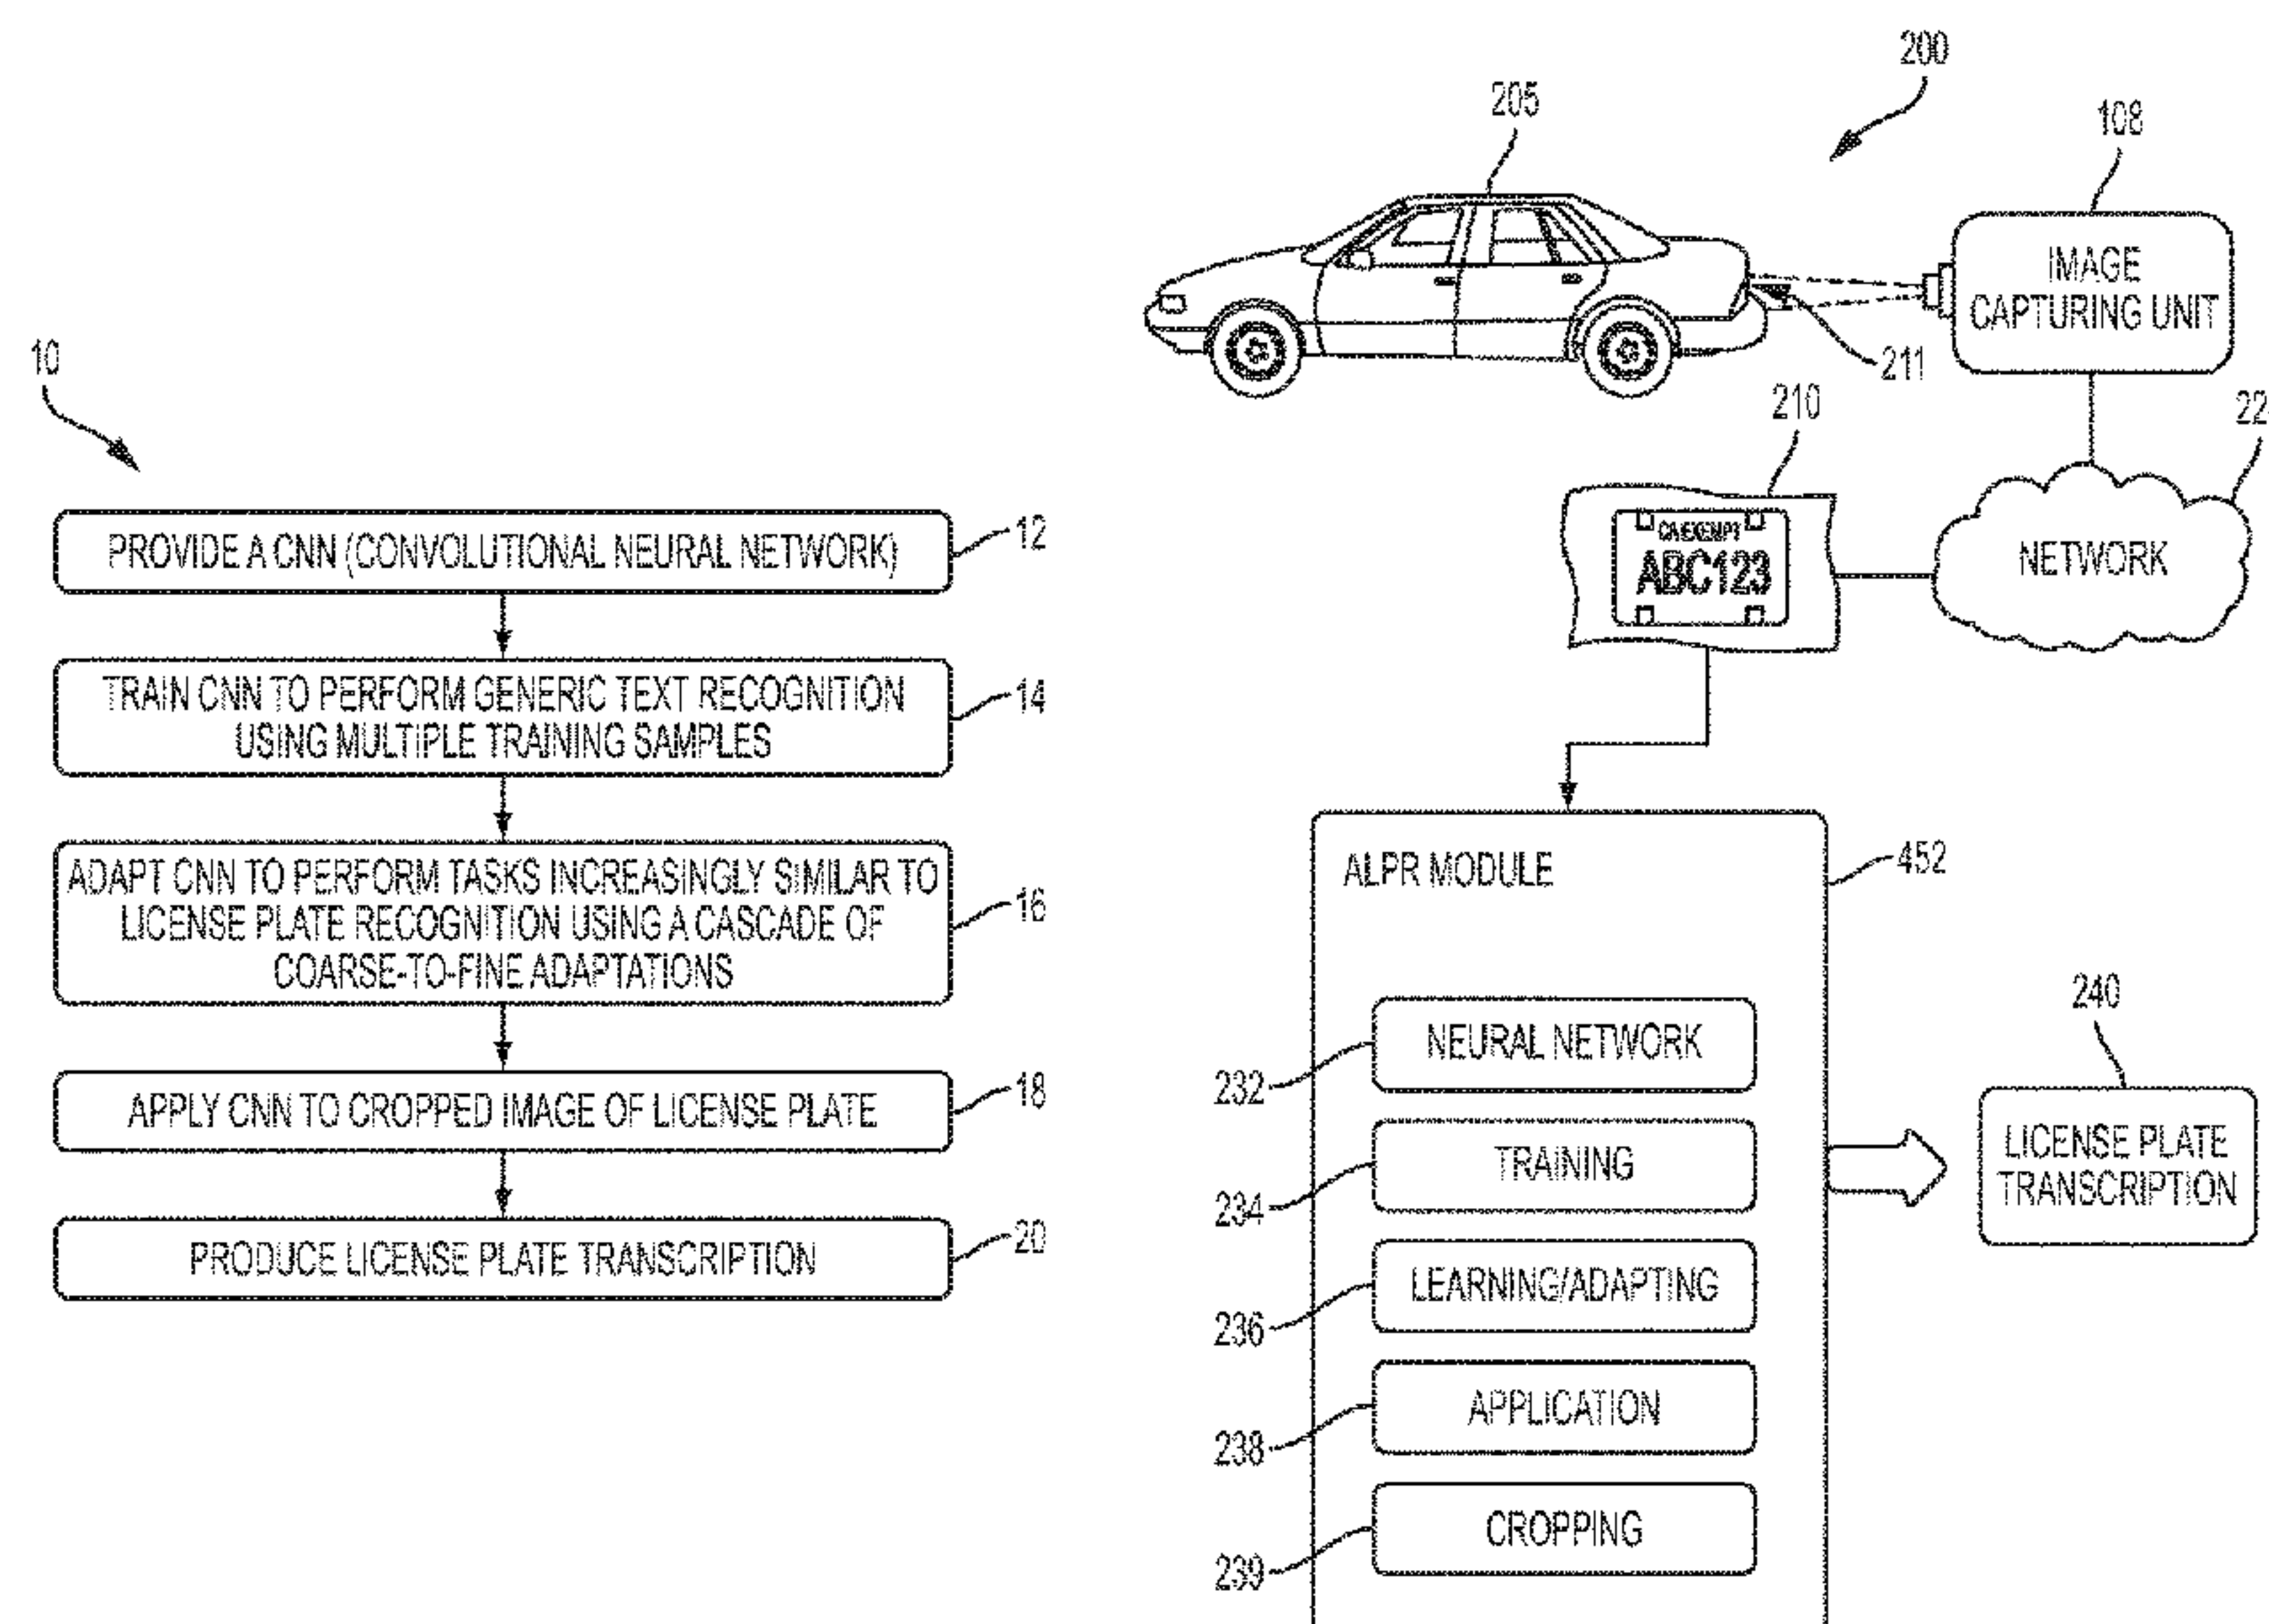 10
PROVIDE A CNN (CONVOLUTIONAL NEURAL NETWORK)
12
TRAIN CNN TO PERFORM GENERIC TEXT RECOGNITION
USING MULTIPLE TRAINING SAMPLES
14
ADAPT CNN TO PERFORM TASKS INCREASINGLY SIMILAR TO
LICENSE PLATE RECOGNITION USING A CASCADE OF
COARSE-TO-FINE ADAPTATIONS
16
APPLY CNN TO CROPPED IMAGE OF LICENSE PLATE
18
PRODUCE LICENSE PLATE TRANSCRIPTION
20
200
205
108
IMAGE
CAPTURING UNIT
211
210
CA EXEMPT
ABC123
NETWORK
ALPR MODULE
452
NEURAL NETWORK
232
TRAINING
234
LEARNING/ADAPTING
236
APPLICATION
238
CROPPING
239
240
LICENSE PLATE
TRANSCRIPTION